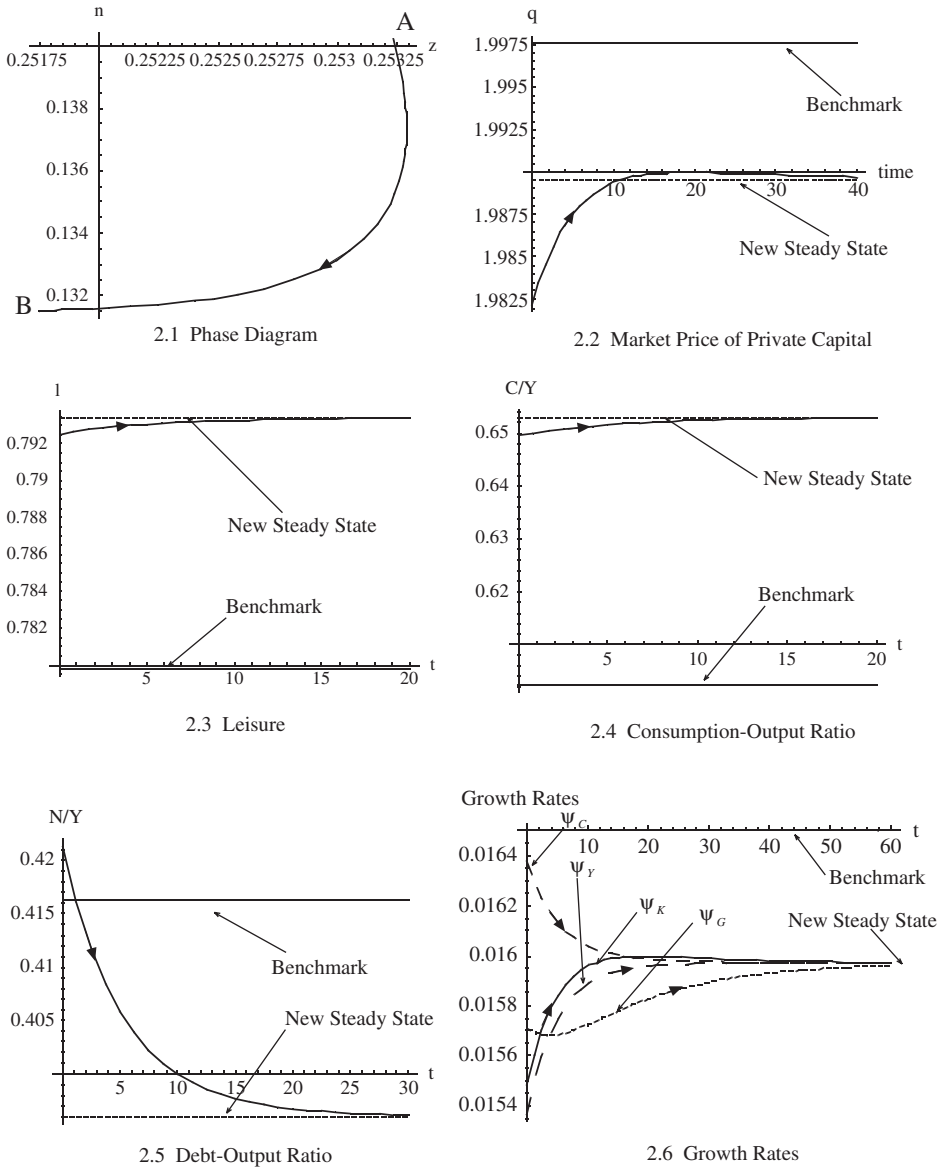 n
A
z
0.25175
0.25225 0.2525 0.25275 0.253 0.25325
0.138
0.136
0.134
0.132
B
2.1 Phase Diagram
q
1.9975
1.995
1.9925
Benchmark
time
10 20 30 40
1.9875
1.985
1.9825
New Steady State
2.2 Market Price of Private Capital
l
0.792
0.79
0.788
0.786
0.784
0.782
New Steady State
Benchmark
t
5 10 15 20
2.3 Leisure
C/Y
0.65
0.64
0.63
0.62
New Steady State
Benchmark
t
5 10 15 20
2.4 Consumption-Output Ratio
N/Y
0.42
0.415
0.41
0.405
Benchmark
New Steady State
t
5 10 15 20 25 30
2.5 Debt-Output Ratio
Growth Rates
ψC
t
10 20 30 40 50 60
0.0164
0.0162
0.016
0.0158
0.0156
0.0154
ψY
Benchmark
ψK
ψG
New Steady State
2.6 Growth Rates